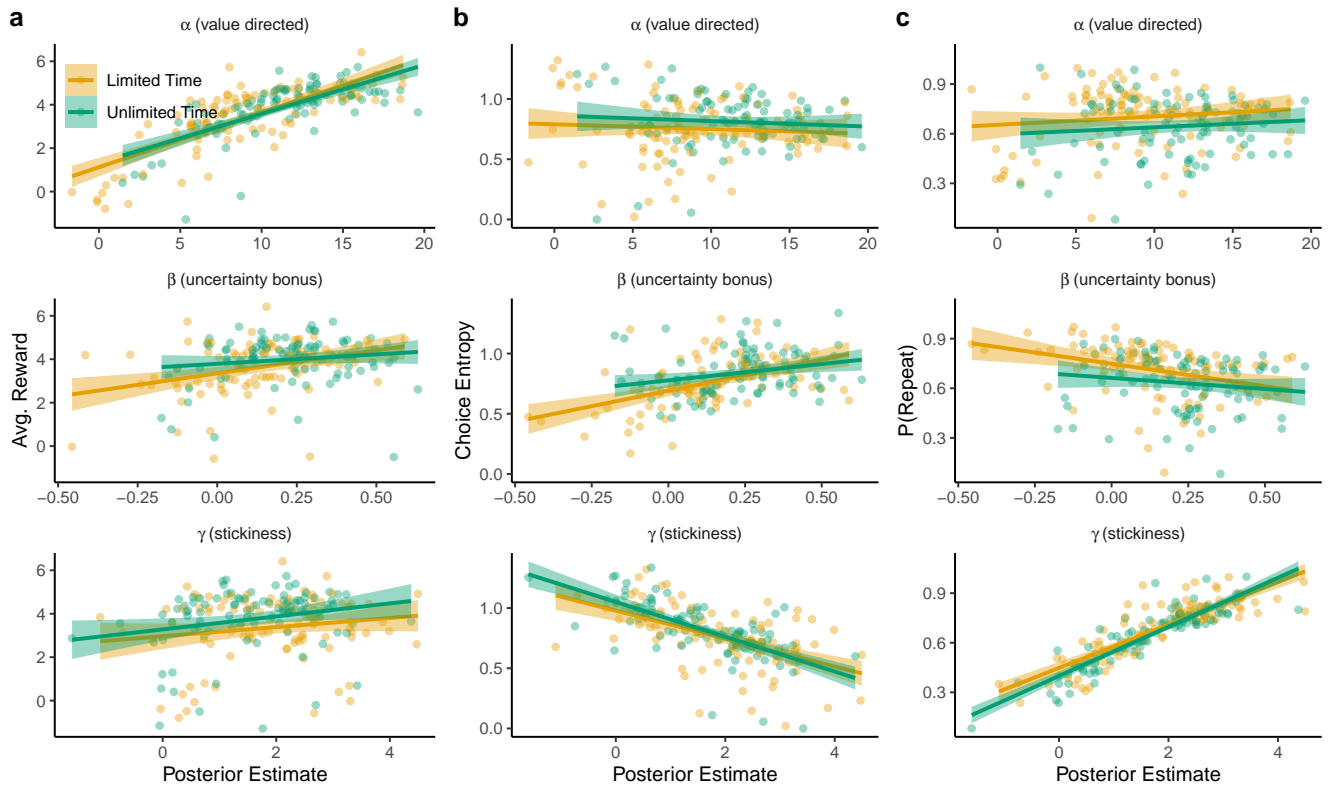 a
b
c
α (value directed)
α (value directed)
α (value directed)
Limited Time
Unlimited Time
6
4
2
0
1.0
0.5
0.0
0.9
0.6
0.3
0 5 10 15 20
0 5 10 15 20
0 5 10 15 20
β (uncertainty bonus)
β (uncertainty bonus)
β (uncertainty bonus)
Avg. Reward
6
4
2
0
Choice Entropy
1.0
0.5
0.0
P(Repeat)
0.9
0.6
0.3
−0.50 −0.25 0.00 0.25 0.50
−0.50 −0.25 0.00 0.25 0.50
−0.50 −0.25 0.00 0.25 0.50
γ (stickiness)
γ (stickiness)
γ (stickiness)
6
4
2
0
1.0
0.5
0.0
0.9
0.6
0.3
0 2 4
0 2 4
0 2 4
Posterior Estimate
Posterior Estimate
Posterior Estimate